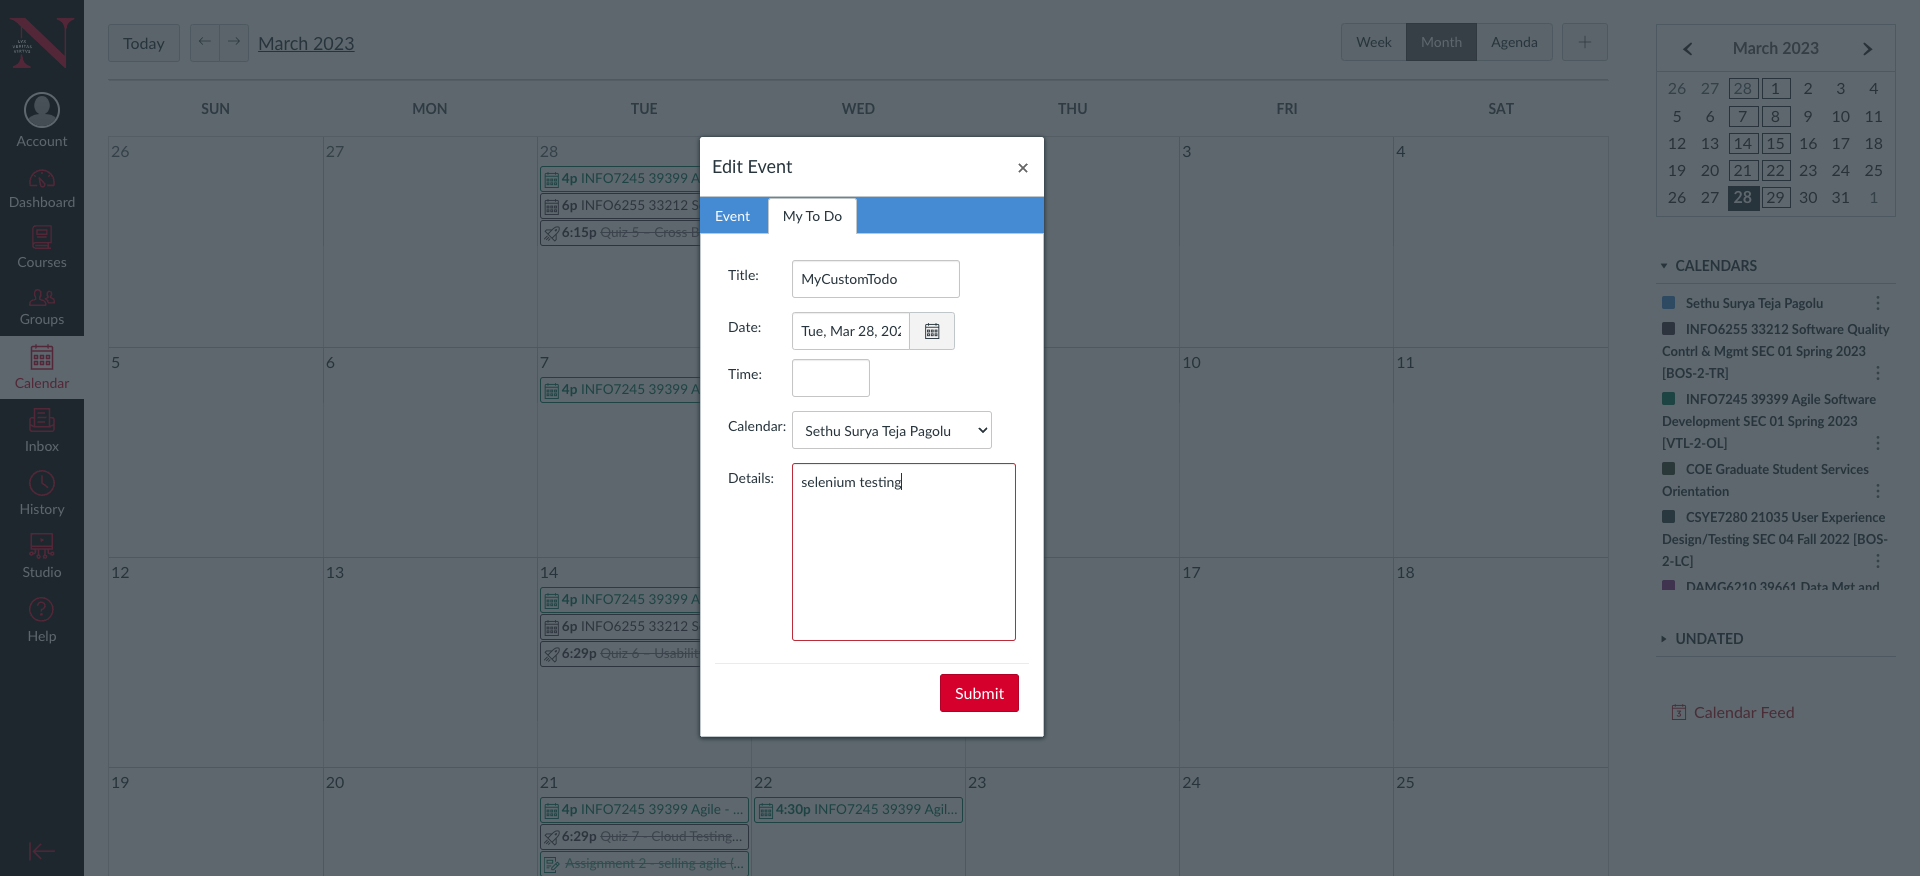 Account
Dashboard
Courses
Groups
Calendar
Inbox
History
Studio
Help
Today
March 2023
Week
Month
Agenda
SUN
MON
TUE
WED
THU
FRI
SAT
26
27
28
4p INFO7245 39399 A
6p INFO6255 33212 S
6:15p Quiz 5 - Cross B
3
4
5
6
7
4p INFO7245 39399 A
10
11
12
13
14
4p INFO7245 39399 A
6p INFO6255 33212 S
6:29p Quiz 6 - Usabilit
17
18
19
20
21
4p INFO7245 39399 Agile - ...
6:29p Quiz 7 - Cloud Testing...
Assignment 2 - selling agile (...
22
4:30p INFO7245 39399 Agil...
23
24
25
Edit Event
×
Event
My To Do
Title:
MyCustomTodo
Date:
Tue, Mar 28, 202
Time:
Calendar:
Sethu Surya Teja Pagolu
Details:
selenium testing
Submit
March 2023
26 27 28 1 2 3 4
5 6 7 8 9 10 11
12 13 14 15 16 17 18
19 20 21 22 23 24 25
26 27 28 29 30 31 1
CALENDARS
Sethu Surya Teja Pagolu
INFO6255 33212 Software Quality
Contrl & Mgmt SEC 01 Spring 2023
[BOS-2-TR]
INFO7245 39399 Agile Software
Development SEC 01 Spring 2023
[VTL-2-OL]
COE Graduate Student Services
Orientation
CSYE7280 21035 User Experience
Design/Testing SEC 04 Fall 2022 [BOS-
2-LC]
DAMG6210 39661 Data Mgt and
UNDATED
Calendar Feed